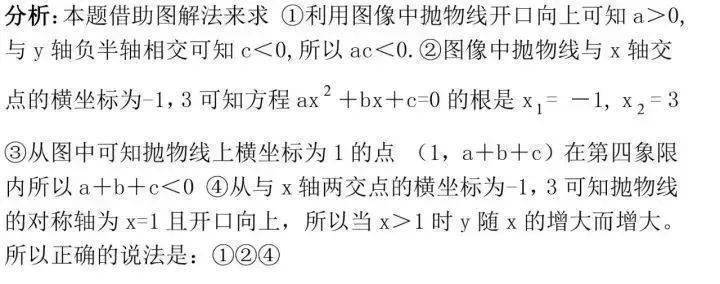 分析:本题借助图解法来求 ①利用图像中抛物线开口向上可知 a＞0,
与 y 轴负半轴相交可知 c＜0,所以 ac＜0.②图像中抛物线与 x 轴交
点的横坐标为-1,3 可知方程 ax²+bx+c=0 的根是 x₁= －1, x₂=3
③从图中可知抛物线上横坐标为 1 的点 （1，a＋b＋c）在第四象限
内所以 a＋b＋c＜0 ④从与 x 轴两交点的横坐标为-1,3 可知抛物线
的对称轴为 x=1 且开口向上，所以当 x＞1 时 y 随 x 的增大而增大。
所以正确的说法是：①②④